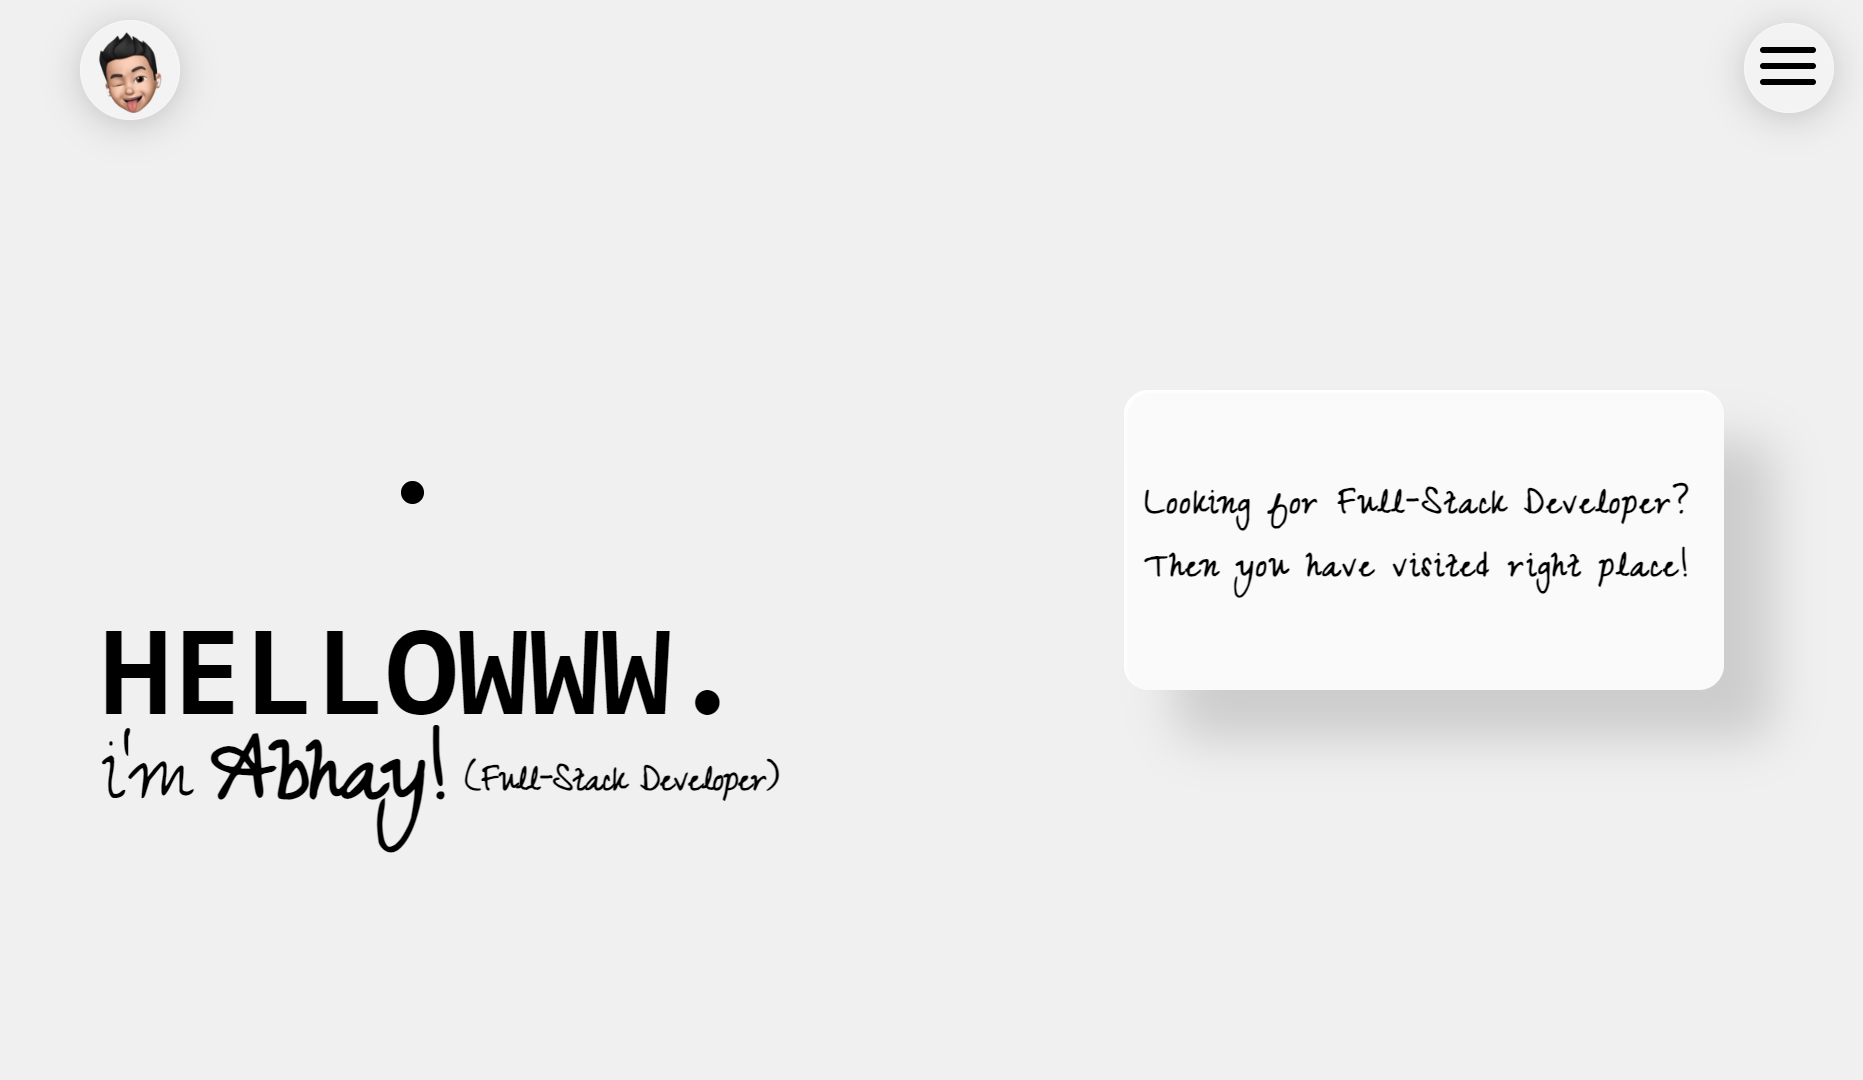 HELLOWWW.
i'm Abhay! (Full-Stack Developer)
Looking for Full-Stack Developer?
Then you have visited right place!